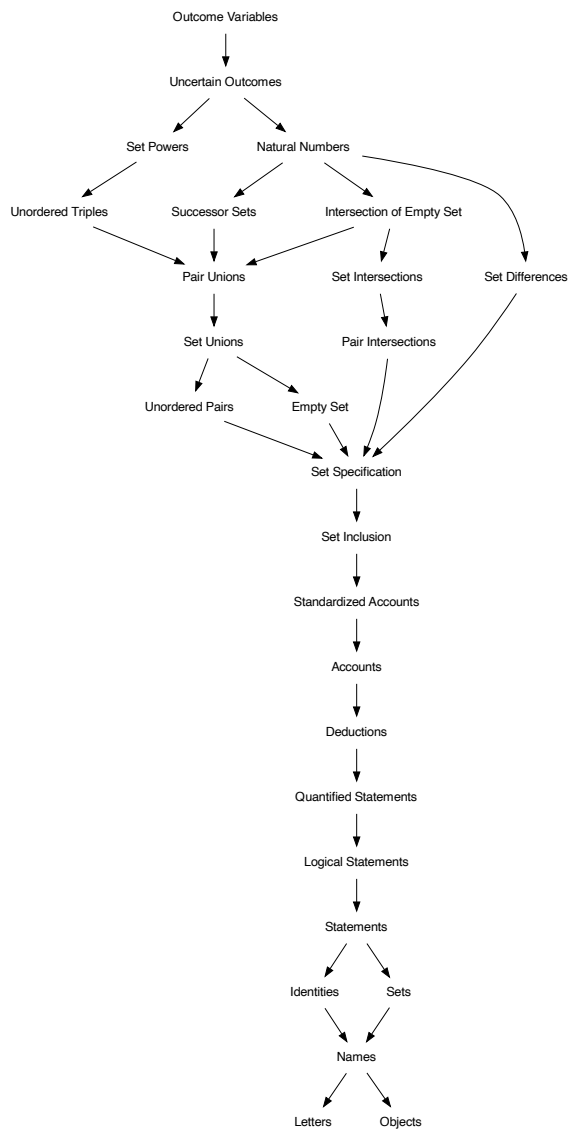 Outcome Variables
Uncertain Outcomes
Set Powers
Natural Numbers
Unordered Triples
Successor Sets
Intersection of Empty Set
Pair Unions
Set Intersections
Set Differences
Set Unions
Pair Intersections
Unordered Pairs
Empty Set
Set Specification
Set Inclusion
Standardized Accounts
Accounts
Deductions
Quantified Statements
Logical Statements
Statements
Identities
Sets
Names
Letters
Objects